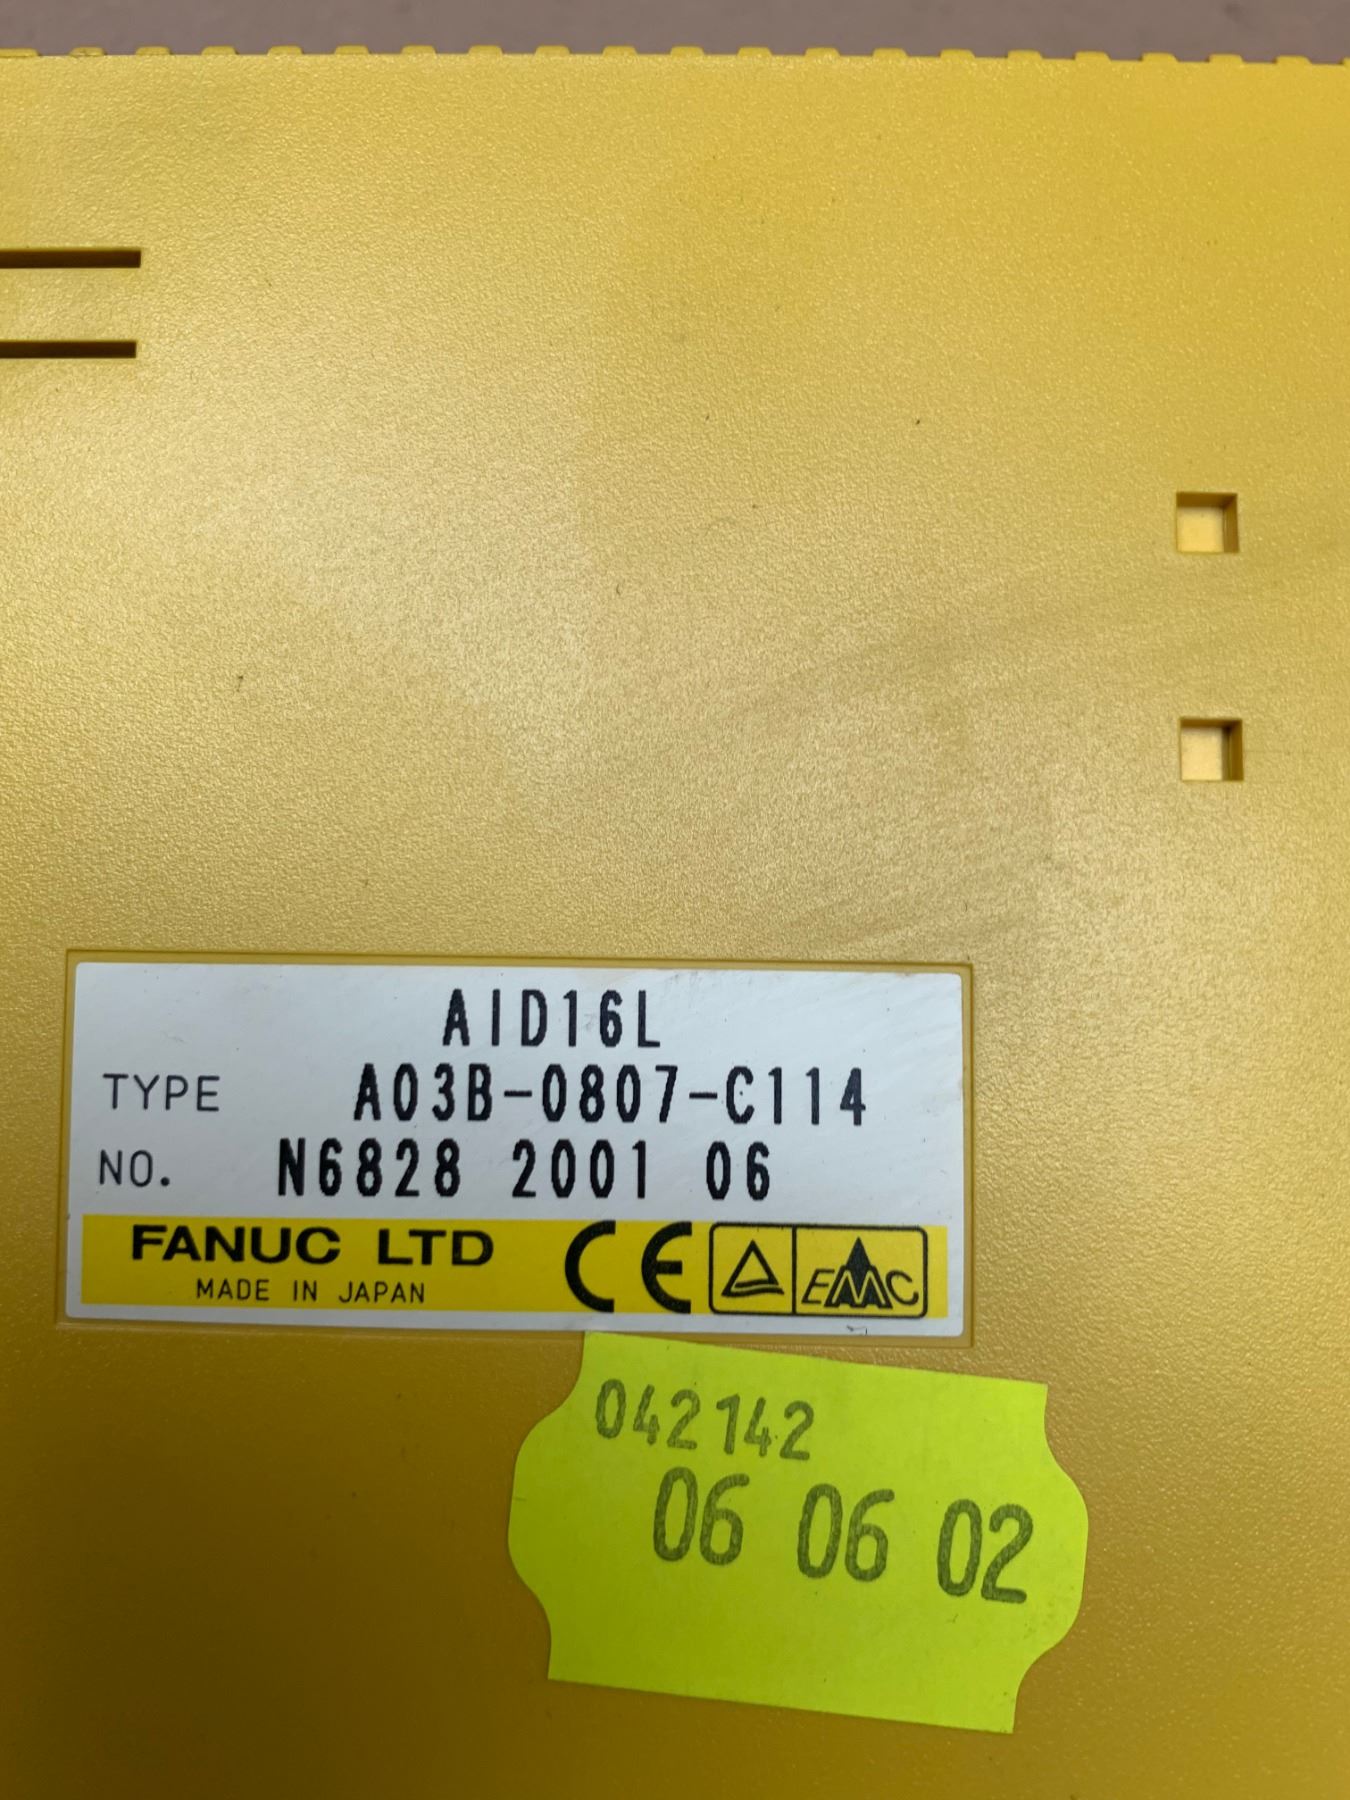 AID16L
TYPE A03B-0807-C114
NO. N6828 2001 06
FANUC LTD CE EMC
MADE IN JAPAN
042142
06 06 02